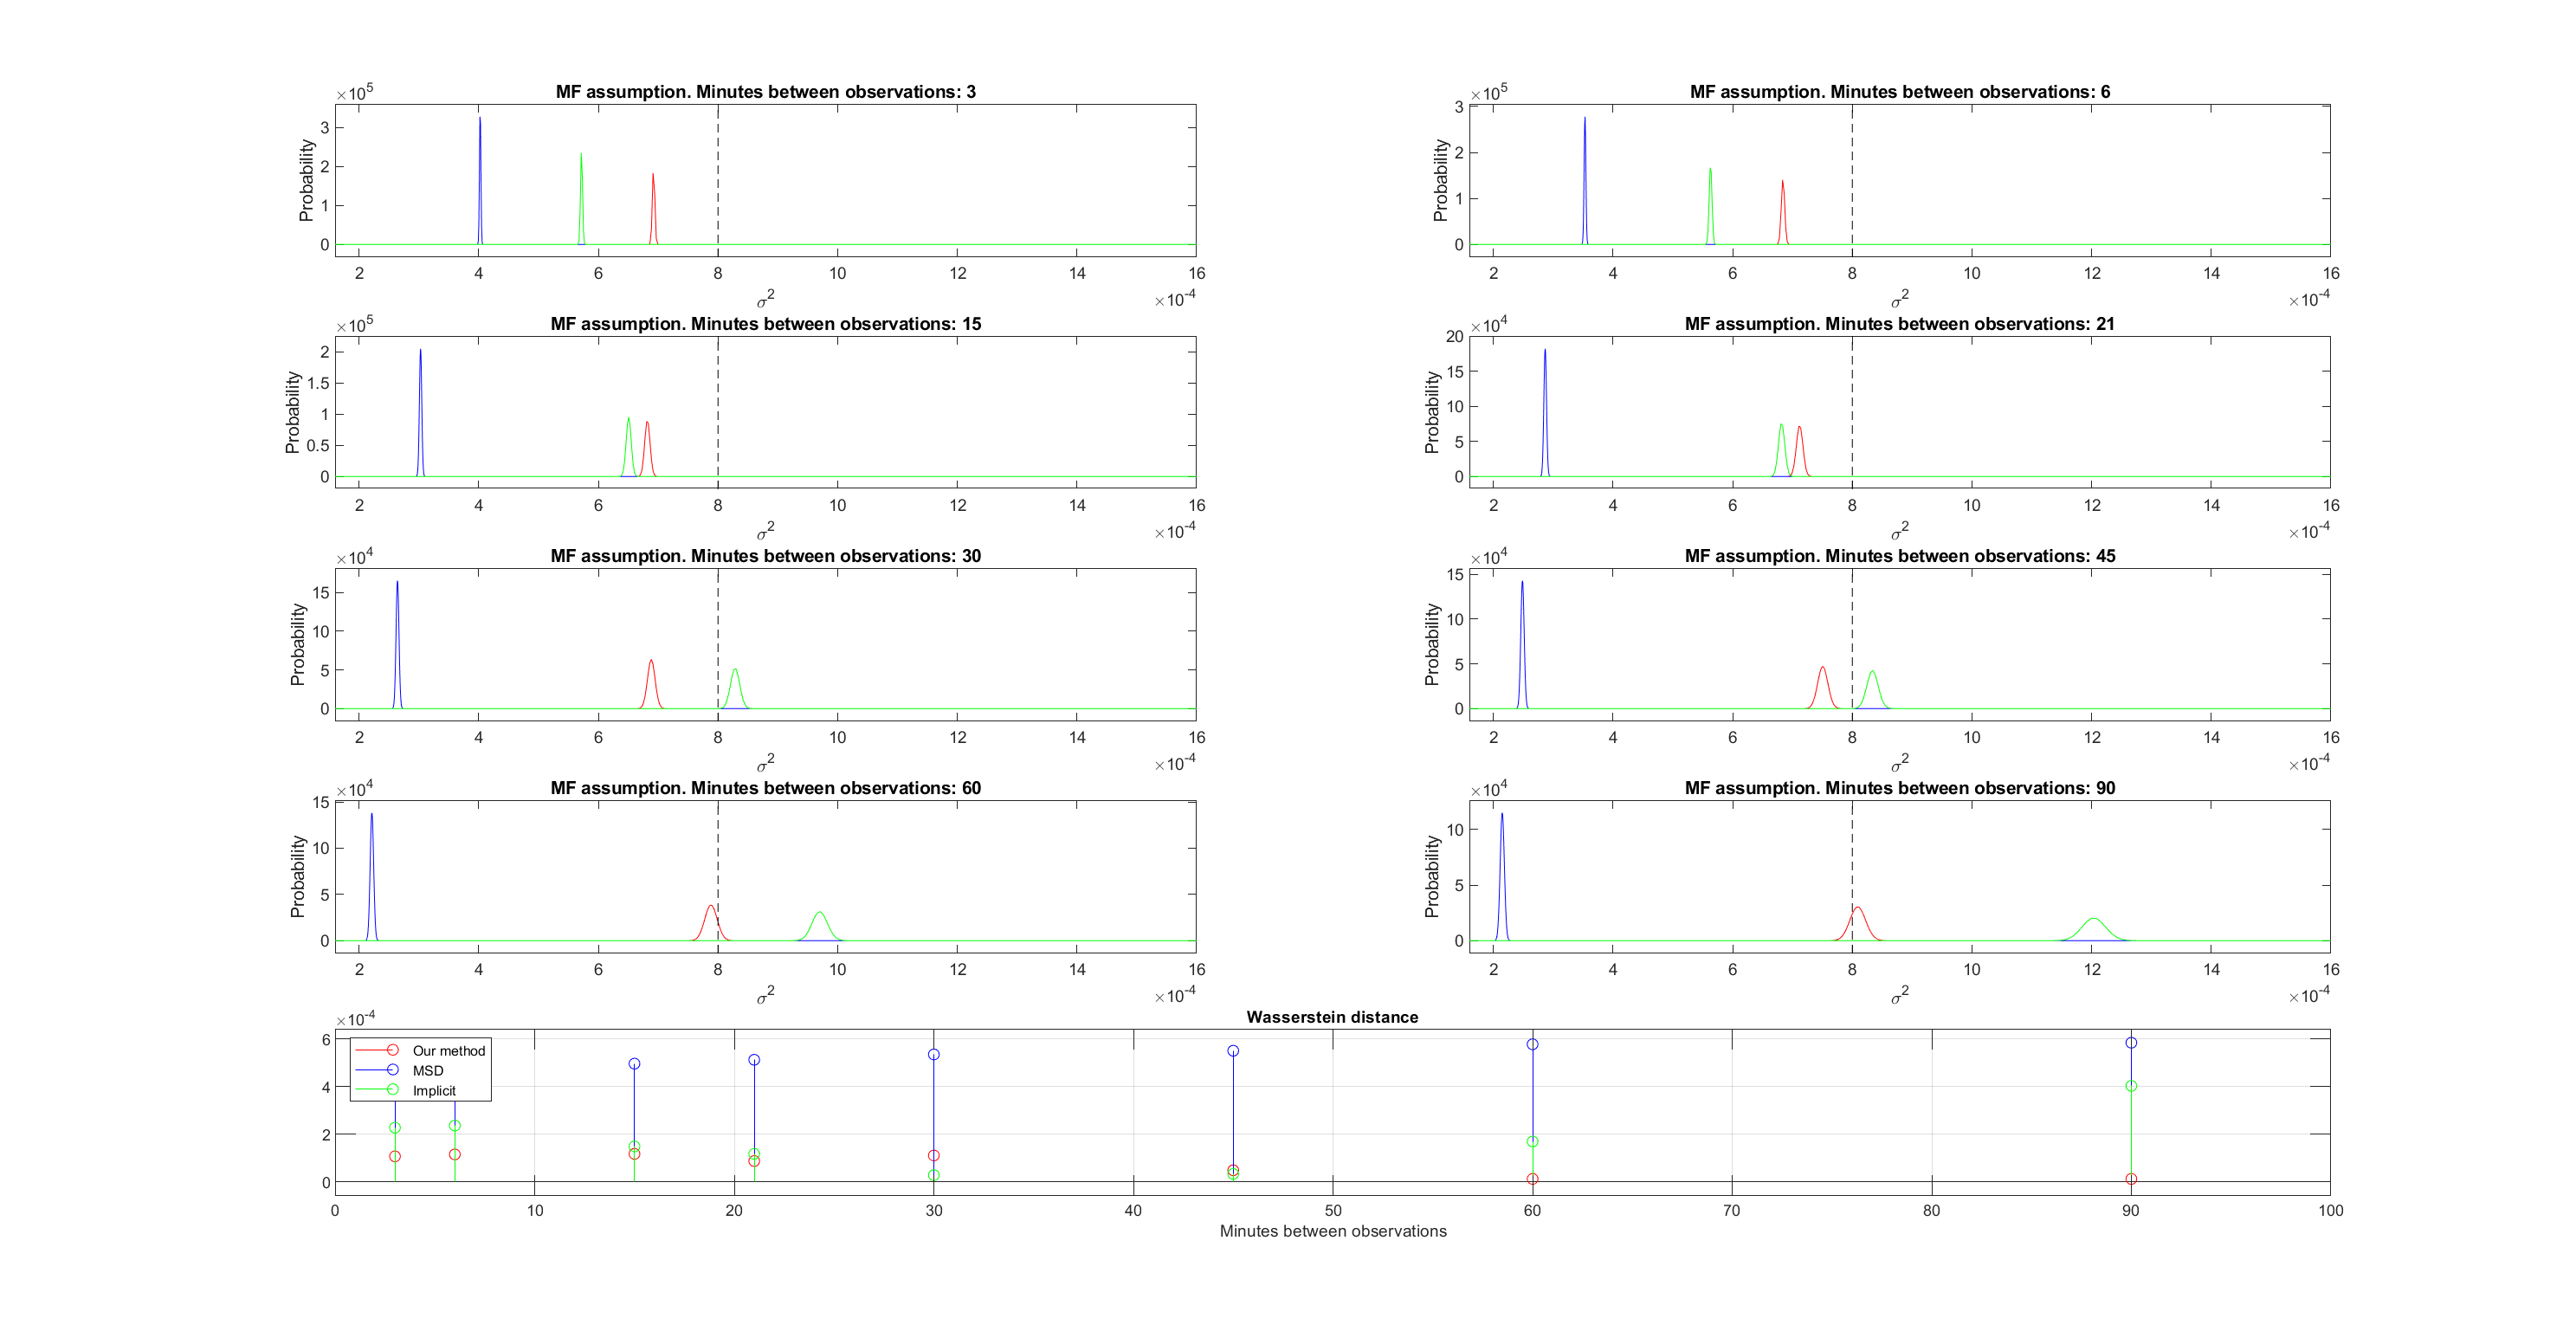 MF assumption. Minutes between observations: 3
×10^5
Probability
3
2
1
0
2 4 6 8 10 12 14 16
σ^2
×10^-4
MF assumption. Minutes between observations: 6
×10^5
Probability
3
2
1
0
2 4 6 8 10 12 14 16
σ^2
×10^-4
MF assumption. Minutes between observations: 15
×10^5
Probability
2
1.5
1
0.5
0
2 4 6 8 10 12 14 16
σ^2
×10^-4
MF assumption. Minutes between observations: 21
×10^4
Probability
20
15
10
5
0
2 4 6 8 10 12 14 16
σ^2
×10^-4
MF assumption. Minutes between observations: 30
×10^4
Probability
15
10
5
0
2 4 6 8 10 12 14 16
σ^2
×10^-4
MF assumption. Minutes between observations: 45
×10^4
Probability
15
10
5
0
2 4 6 8 10 12 14 16
σ^2
×10^-4
MF assumption. Minutes between observations: 60
×10^4
Probability
15
10
5
0
2 4 6 8 10 12 14 16
σ^2
×10^-4
MF assumption. Minutes between observations: 90
×10^4
Probability
10
5
0
2 4 6 8 10 12 14 16
σ^2
×10^-4
Wasserstein distance
×10^-4
6
4
2
0
Our method
MSD
Implicit
0 10 20 30 40 50 60 70 80 90 100
Minutes between observations